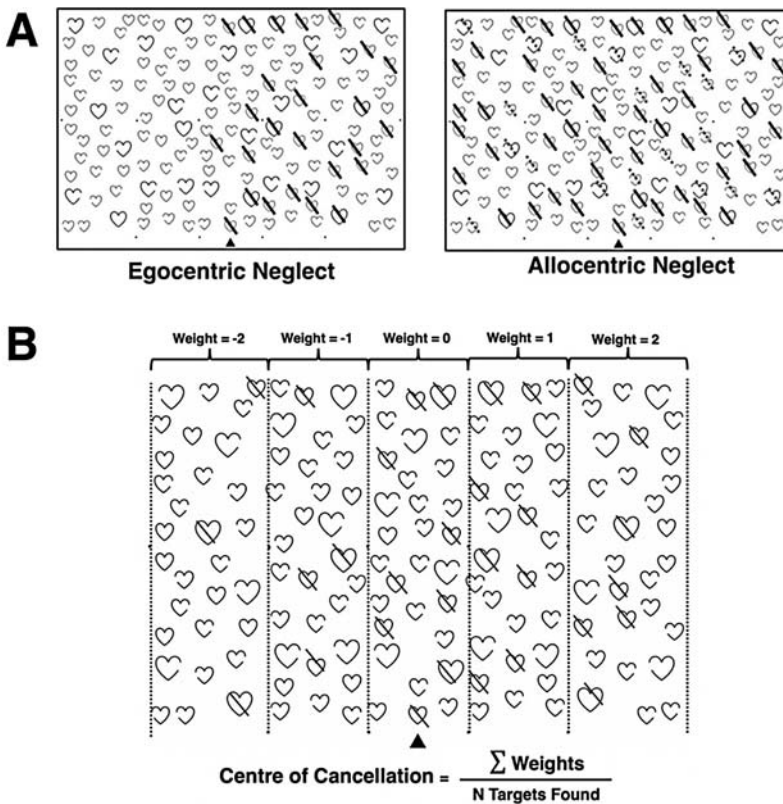 A
Egocentric Neglect
Allocentric Neglect
B
Weight = -2
Weight = -1
Weight = 0
Weight = 1
Weight = 2
Centre of Cancellation = ∑ Weights
N Targets Found